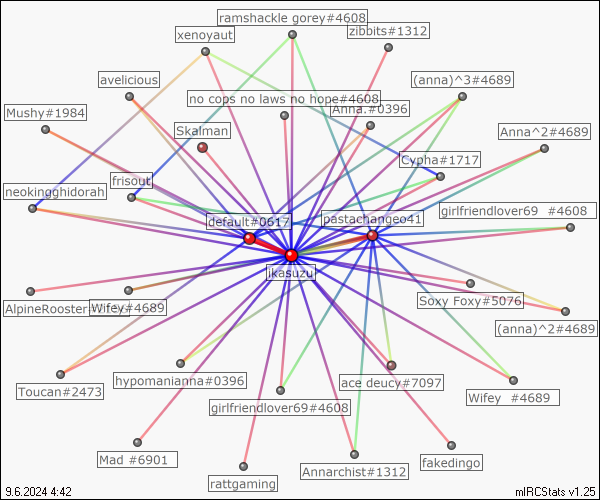 ramshackle gorey#4608
xenoyaut
zibbits#1312
avelicious
(anna)^3#4689
no cops no laws no hope#4608
Mushy#1984
Anna.#0396
Skalman
Anna^2#4689
Cypha#1717
frisout
neokingghidorah
girlfriendlover69 #4608
default#0617
pastachangeo41
ikasuzu
AlpineRooster
Wifey#4689
Soxy Foxy#5076
(anna)^2#4689
hypomanianna#0396
ace deucy#7097
Toucan#2473
Wifey #4689
girlfriendlover69#4608
Mad #6901
Annarchist#1312
fakedingo
rattgaming
9.6.2024 4:42
mIRCStats v1.25